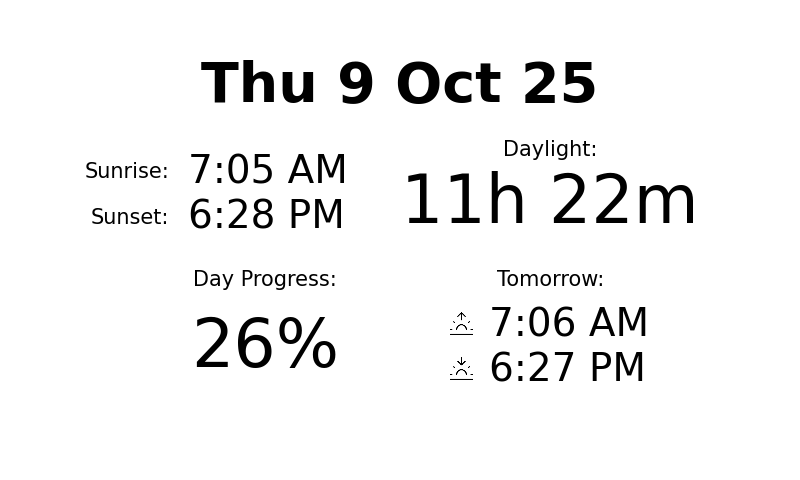 Thu 9 Oct 25
Sunrise: 7:05 AM
Sunset: 6:28 PM
Daylight:
11h 22m
Day Progress:
26%
Tomorrow:
7:06 AM
6:27 PM